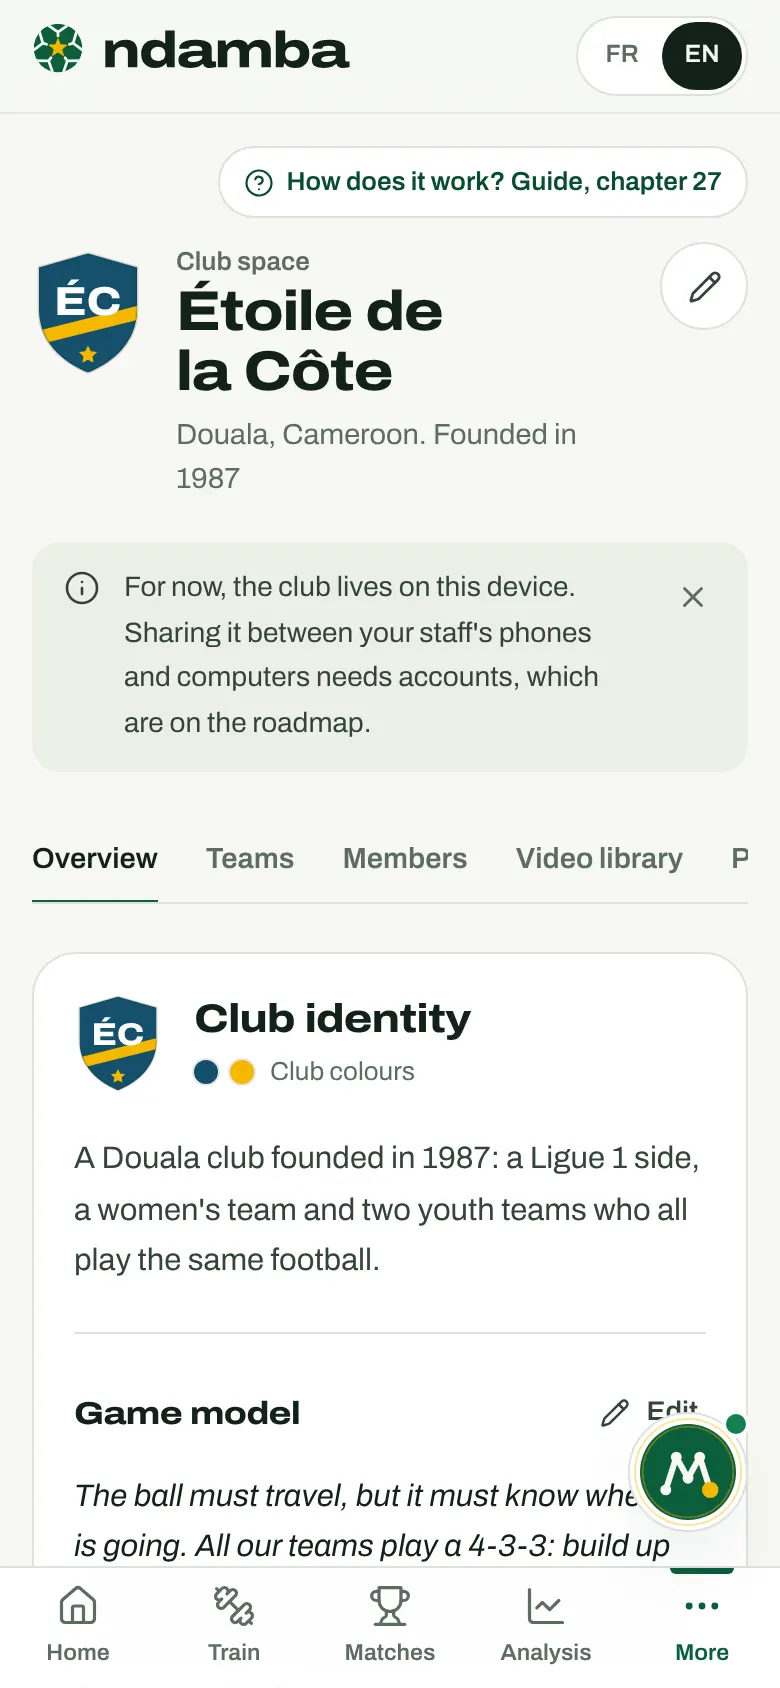 ndamba
FR EN
How does it work? Guide, chapter 27
ÉC
Club space
Étoile de
la Côte
Douala, Cameroon. Founded in
1987
For now, the club lives on this device.
Sharing it between your staff's phones
and computers needs accounts, which
are on the roadmap.
Overview Teams Members Video library P
ÉC
Club identity
Club colours
A Douala club founded in 1987: a Ligue 1 side,
a women's team and two youth teams who all
play the same football.
Game model
Edit
The ball must travel, but it must know
is going. All our teams play a 4-3-3: build up
M
Home Train Matches Analysis More